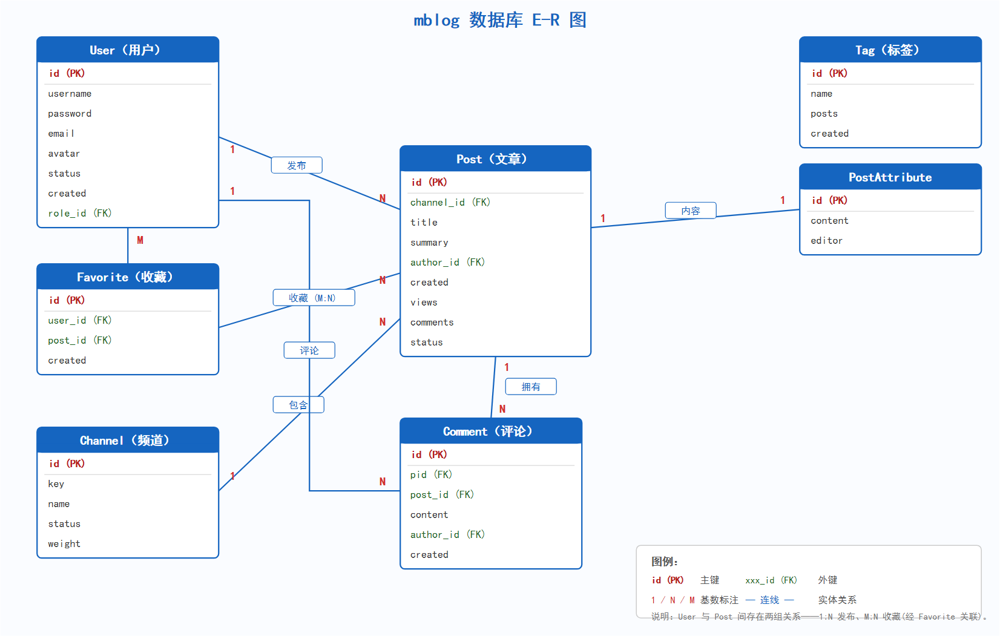 mblog 数据库 E-R 图
User（用户）
id (PK)
username
password
email
avatar
status
created
role_id (FK)
Tag（标签）
id (PK)
name
posts
created
Post（文章）
id (PK)
channel_id (FK)
title
summary
author_id (FK)
created
views
comments
status
PostAttribute
id (PK)
content
editor
Favorite（收藏）
id (PK)
user_id (FK)
post_id (FK)
created
Channel（频道）
id (PK)
key
name
status
weight
Comment（评论）
id (PK)
pid (FK)
post_id (FK)
content
author_id (FK)
created
1
发布
N
1
评论
N
M
收藏 (M:N)
N
1
包含
N
1
内容
1
1
拥有
N
图例：
id (PK) 主键 xxx_id (FK) 外键
1 / N / M 基数标注 — 连线 — 实体关系
说明：User 与 Post 间存在两组关系——1:N 发布、M:N 收藏(经 Favorite 关联)。